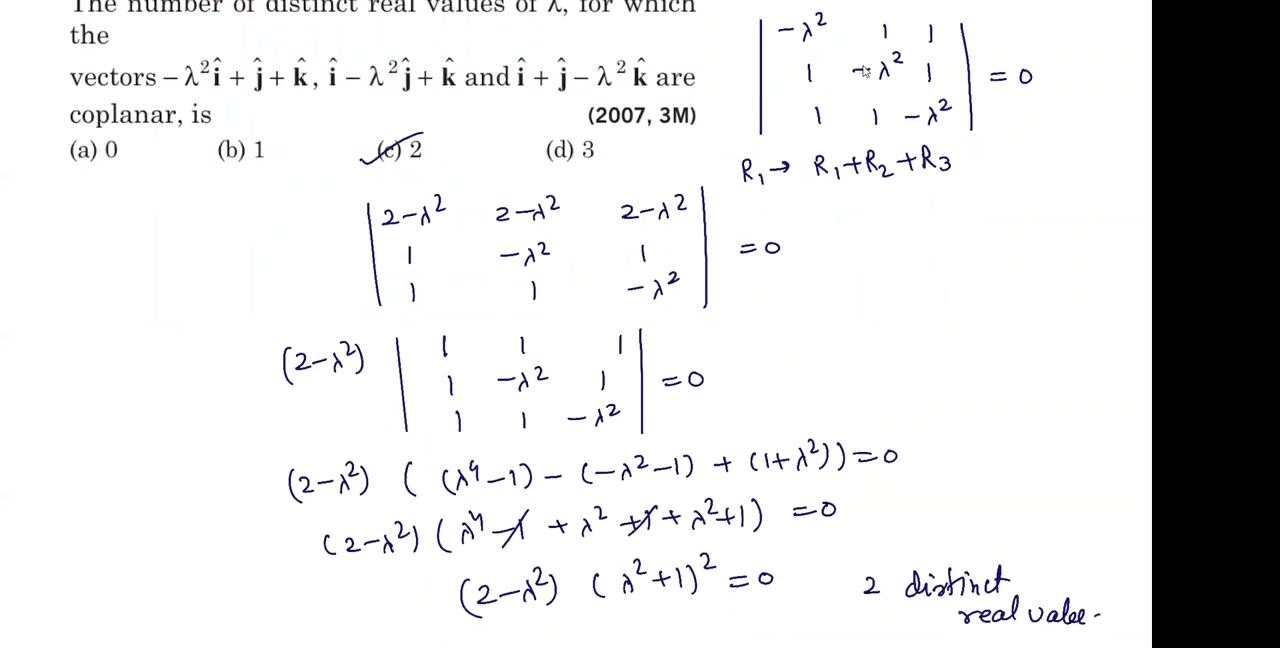 The number of distinct real values of λ, for which
the
vectors −λ²î + ĵ + k̂, î − λ²ĵ + k̂ and î + ĵ − λ²k̂ are
coplanar, is (2007, 3M)
(a) 0 (b) 1 (c) 2 (d) 3
| −λ² 1 1 |
| 1 −λ² 1 | = 0
| 1 1 −λ² |
R₁ → R₁+R₂+R₃
| 2−λ² 2−λ² 2−λ² |
| 1 −λ² 1 | = 0
| 1 1 −λ² |
(2−λ²) | 1 1 1 |
| 1 −λ² 1 | = 0
| 1 1 −λ² |
(2−λ²) ( (λ⁴−1) − (−λ²−1) + (1+λ²)) = 0
(2−λ²) (λ⁴ −1 + λ² +1 + λ²+1) = 0
(2−λ²) (λ²+1)² = 0 2 distinct
real value.